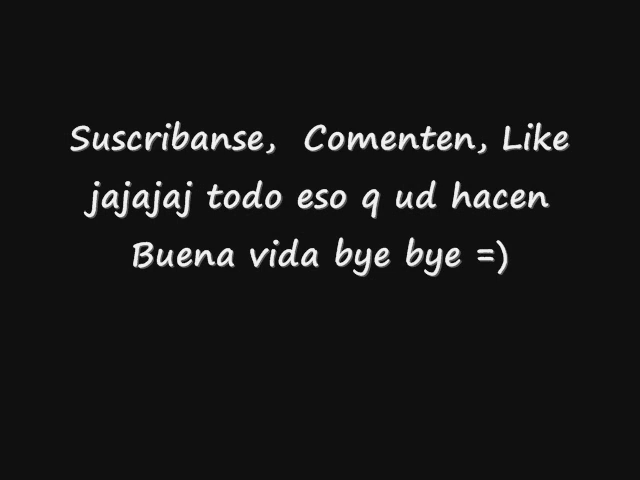 Suscribanse, Comenten, Like
jajajaj todo eso q ud hacen
Buena vida bye bye =)